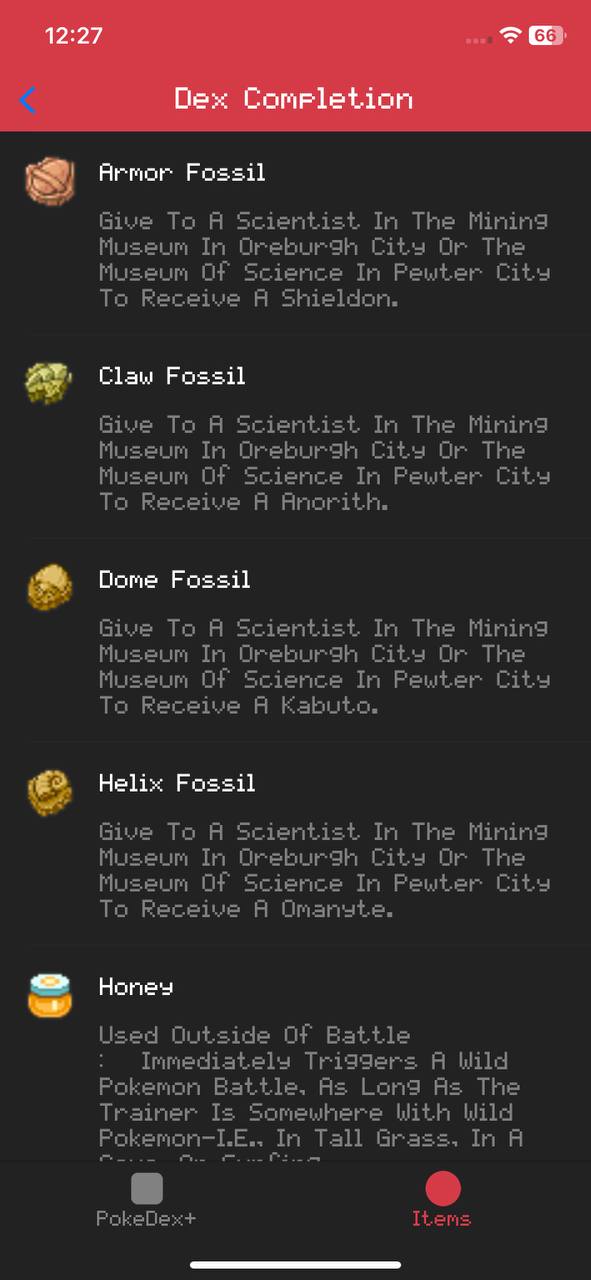 12:27
66
Dex Completion
Armor Fossil
Give To A Scientist In The Mining
Museum In Oreburgh City Or The
Museum Of Science In Pewter City
To Receive A Shieldon.
Claw Fossil
Give To A Scientist In The Mining
Museum In Oreburgh City Or The
Museum Of Science In Pewter City
To Receive A Anorith.
Dome Fossil
Give To A Scientist In The Mining
Museum In Oreburgh City Or The
Museum Of Science In Pewter City
To Receive A Kabuto.
Helix Fossil
Give To A Scientist In The Mining
Museum In Oreburgh City Or The
Museum Of Science In Pewter City
To Receive A Omanyte.
Honey
Used Outside Of Battle
:   Immediately Triggers A Wild
Pokemon Battle, As Long As The
Trainer Is Somewhere With Wild
Pokemon-I.E., In Tall Grass, In A
PokeDex+
Items